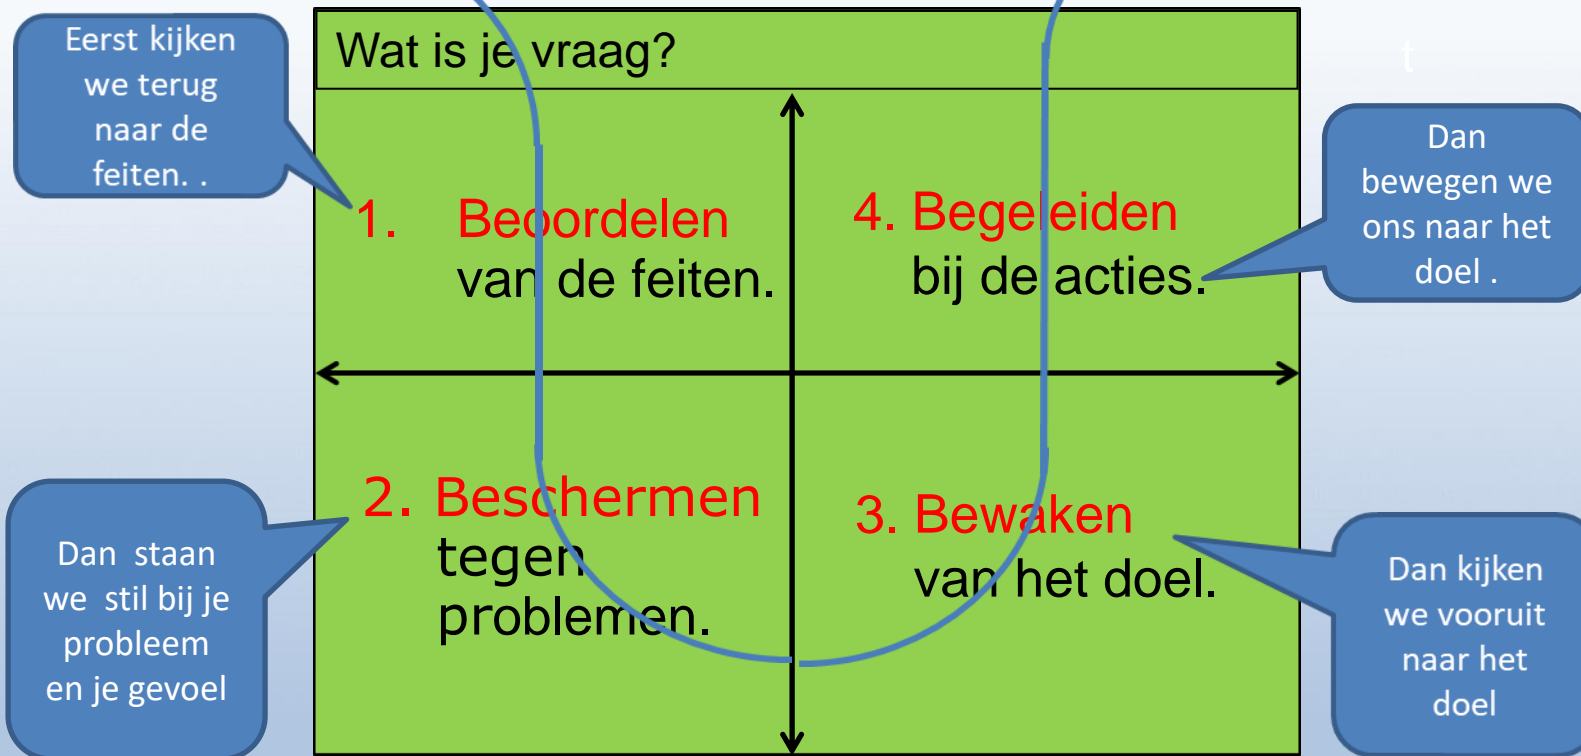 Eerst kijken
we terug
naar de
feiten. .
Wat is je vraag?
t
Dan
bewegen we
ons naar het
doel .
1. Beoordelen
van de feiten.
4. Begeleiden
bij de acties.
2. Beschermen
tegen
problemen.
3. Bewaken
van het doel.
Dan staan
we stil bij je
probleem
en je gevoel
Dan kijken
we vooruit
naar het
doel